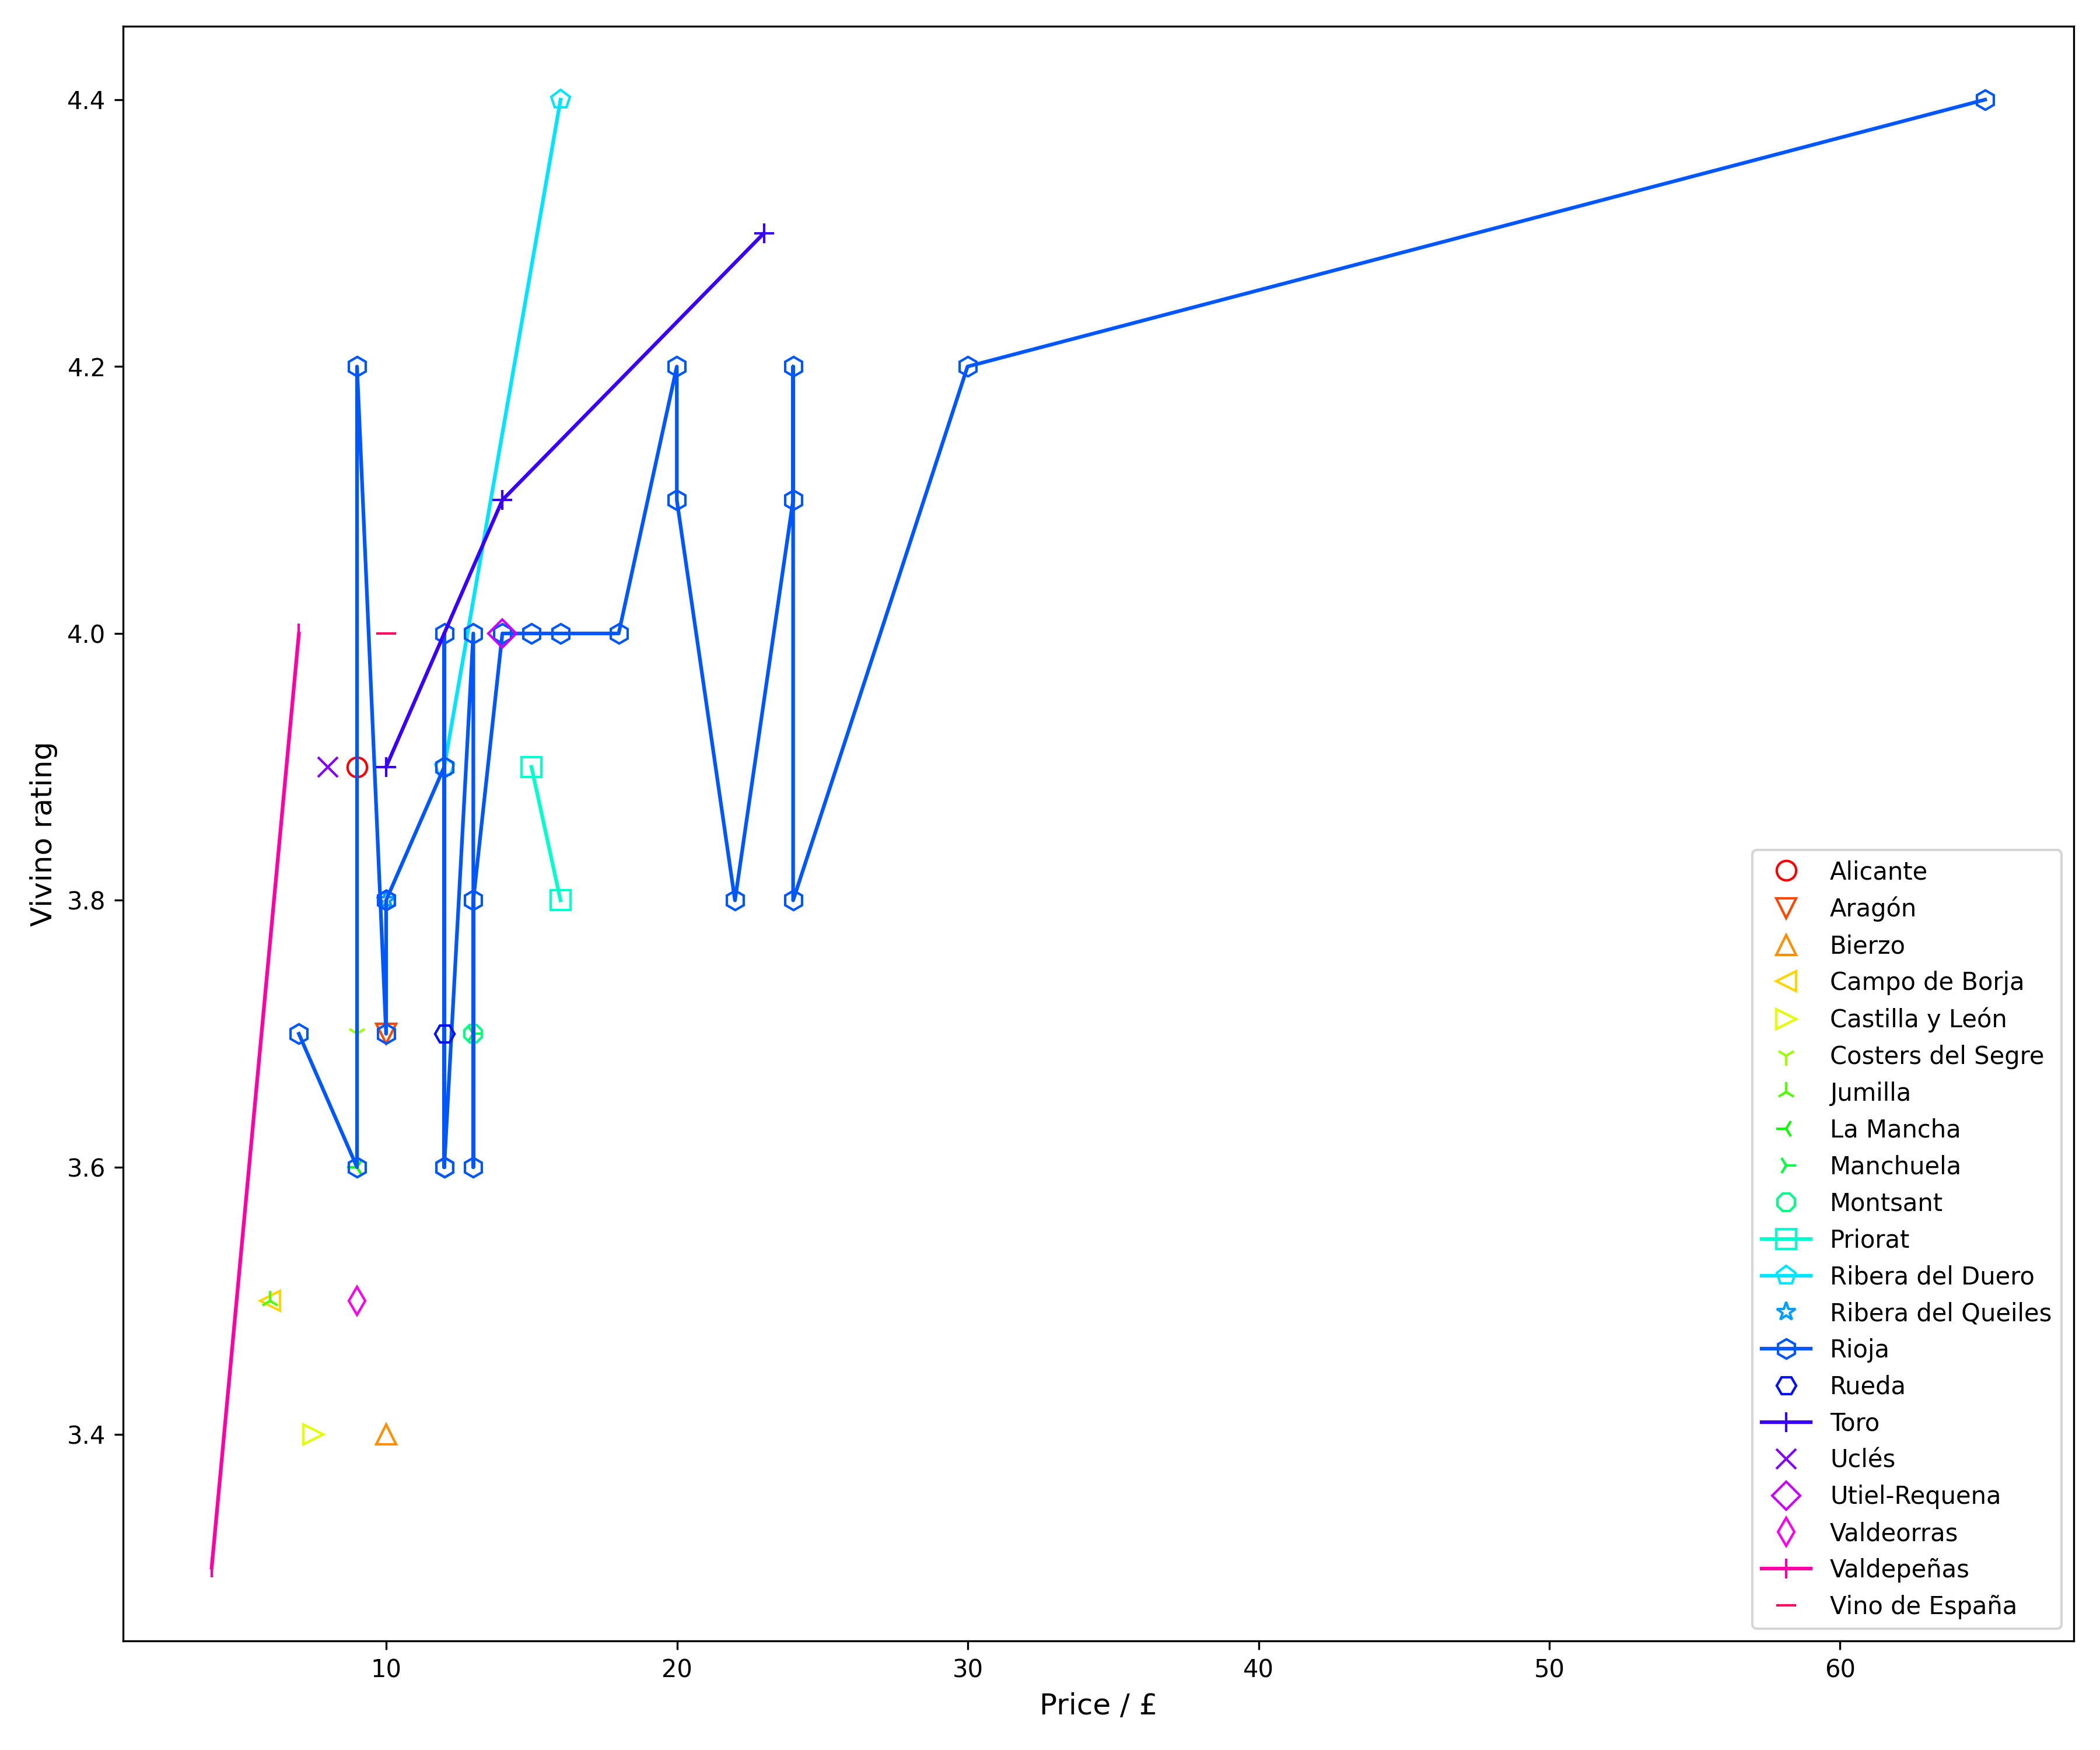 4.4
4.2
4.0
3.8
3.6
3.4
Vivino rating
10 20 30 40 50 60
Price / £
Alicante
Aragón
Bierzo
Campo de Borja
Castilla y León
Costers del Segre
Jumilla
La Mancha
Manchuela
Montsant
Priorat
Ribera del Duero
Ribera del Queiles
Rioja
Rueda
Toro
Uclés
Utiel-Requena
Valdeorras
Valdepeñas
Vino de España